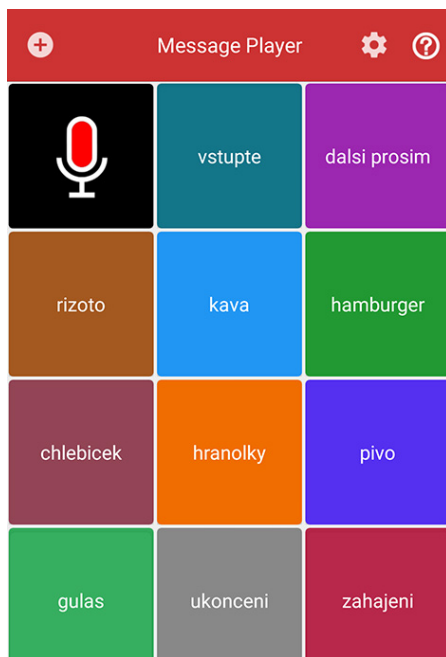 Message Player
vstupte
dalsi prosim
rizoto
kava
hamburger
chlebicek
hranolky
pivo
gulas
ukonceni
zahajeni